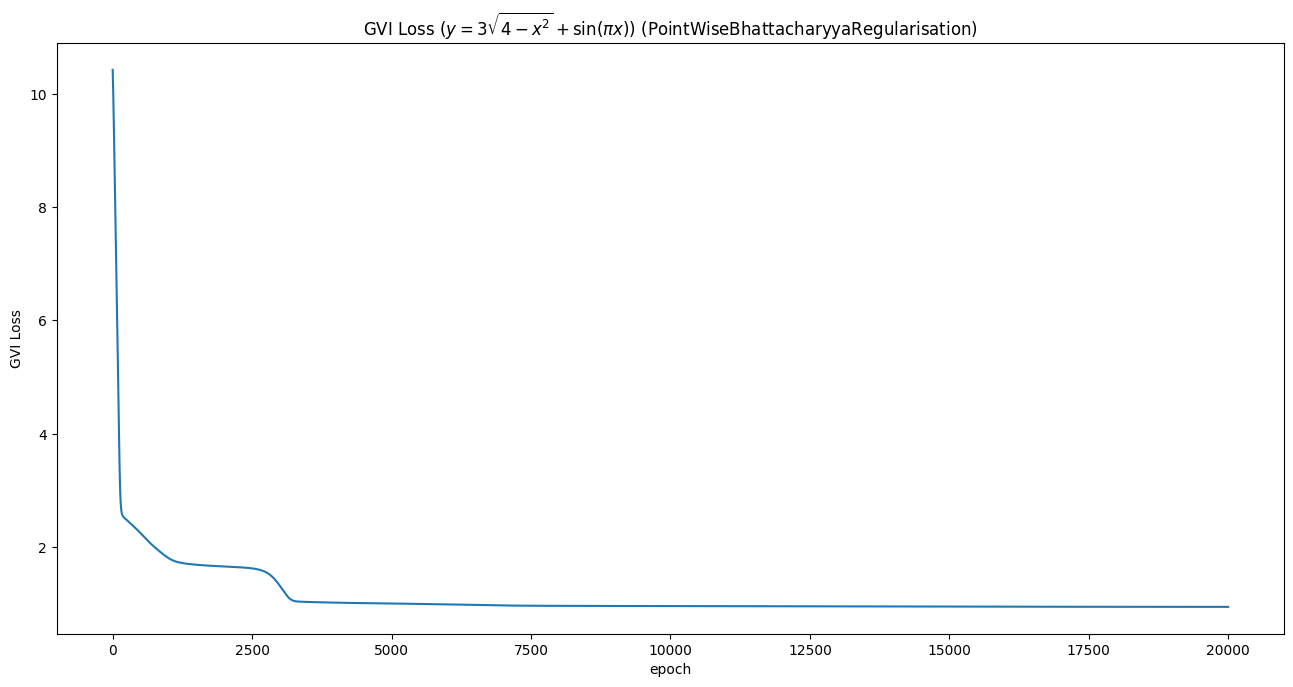 GVI Loss (y = 3√4 − x² + sin(πx)) (PointWiseBhattacharyyaRegularisation)
10
8
6
4
2
GVI Loss
0 2500 5000 7500 10000 12500 15000 17500 20000
epoch